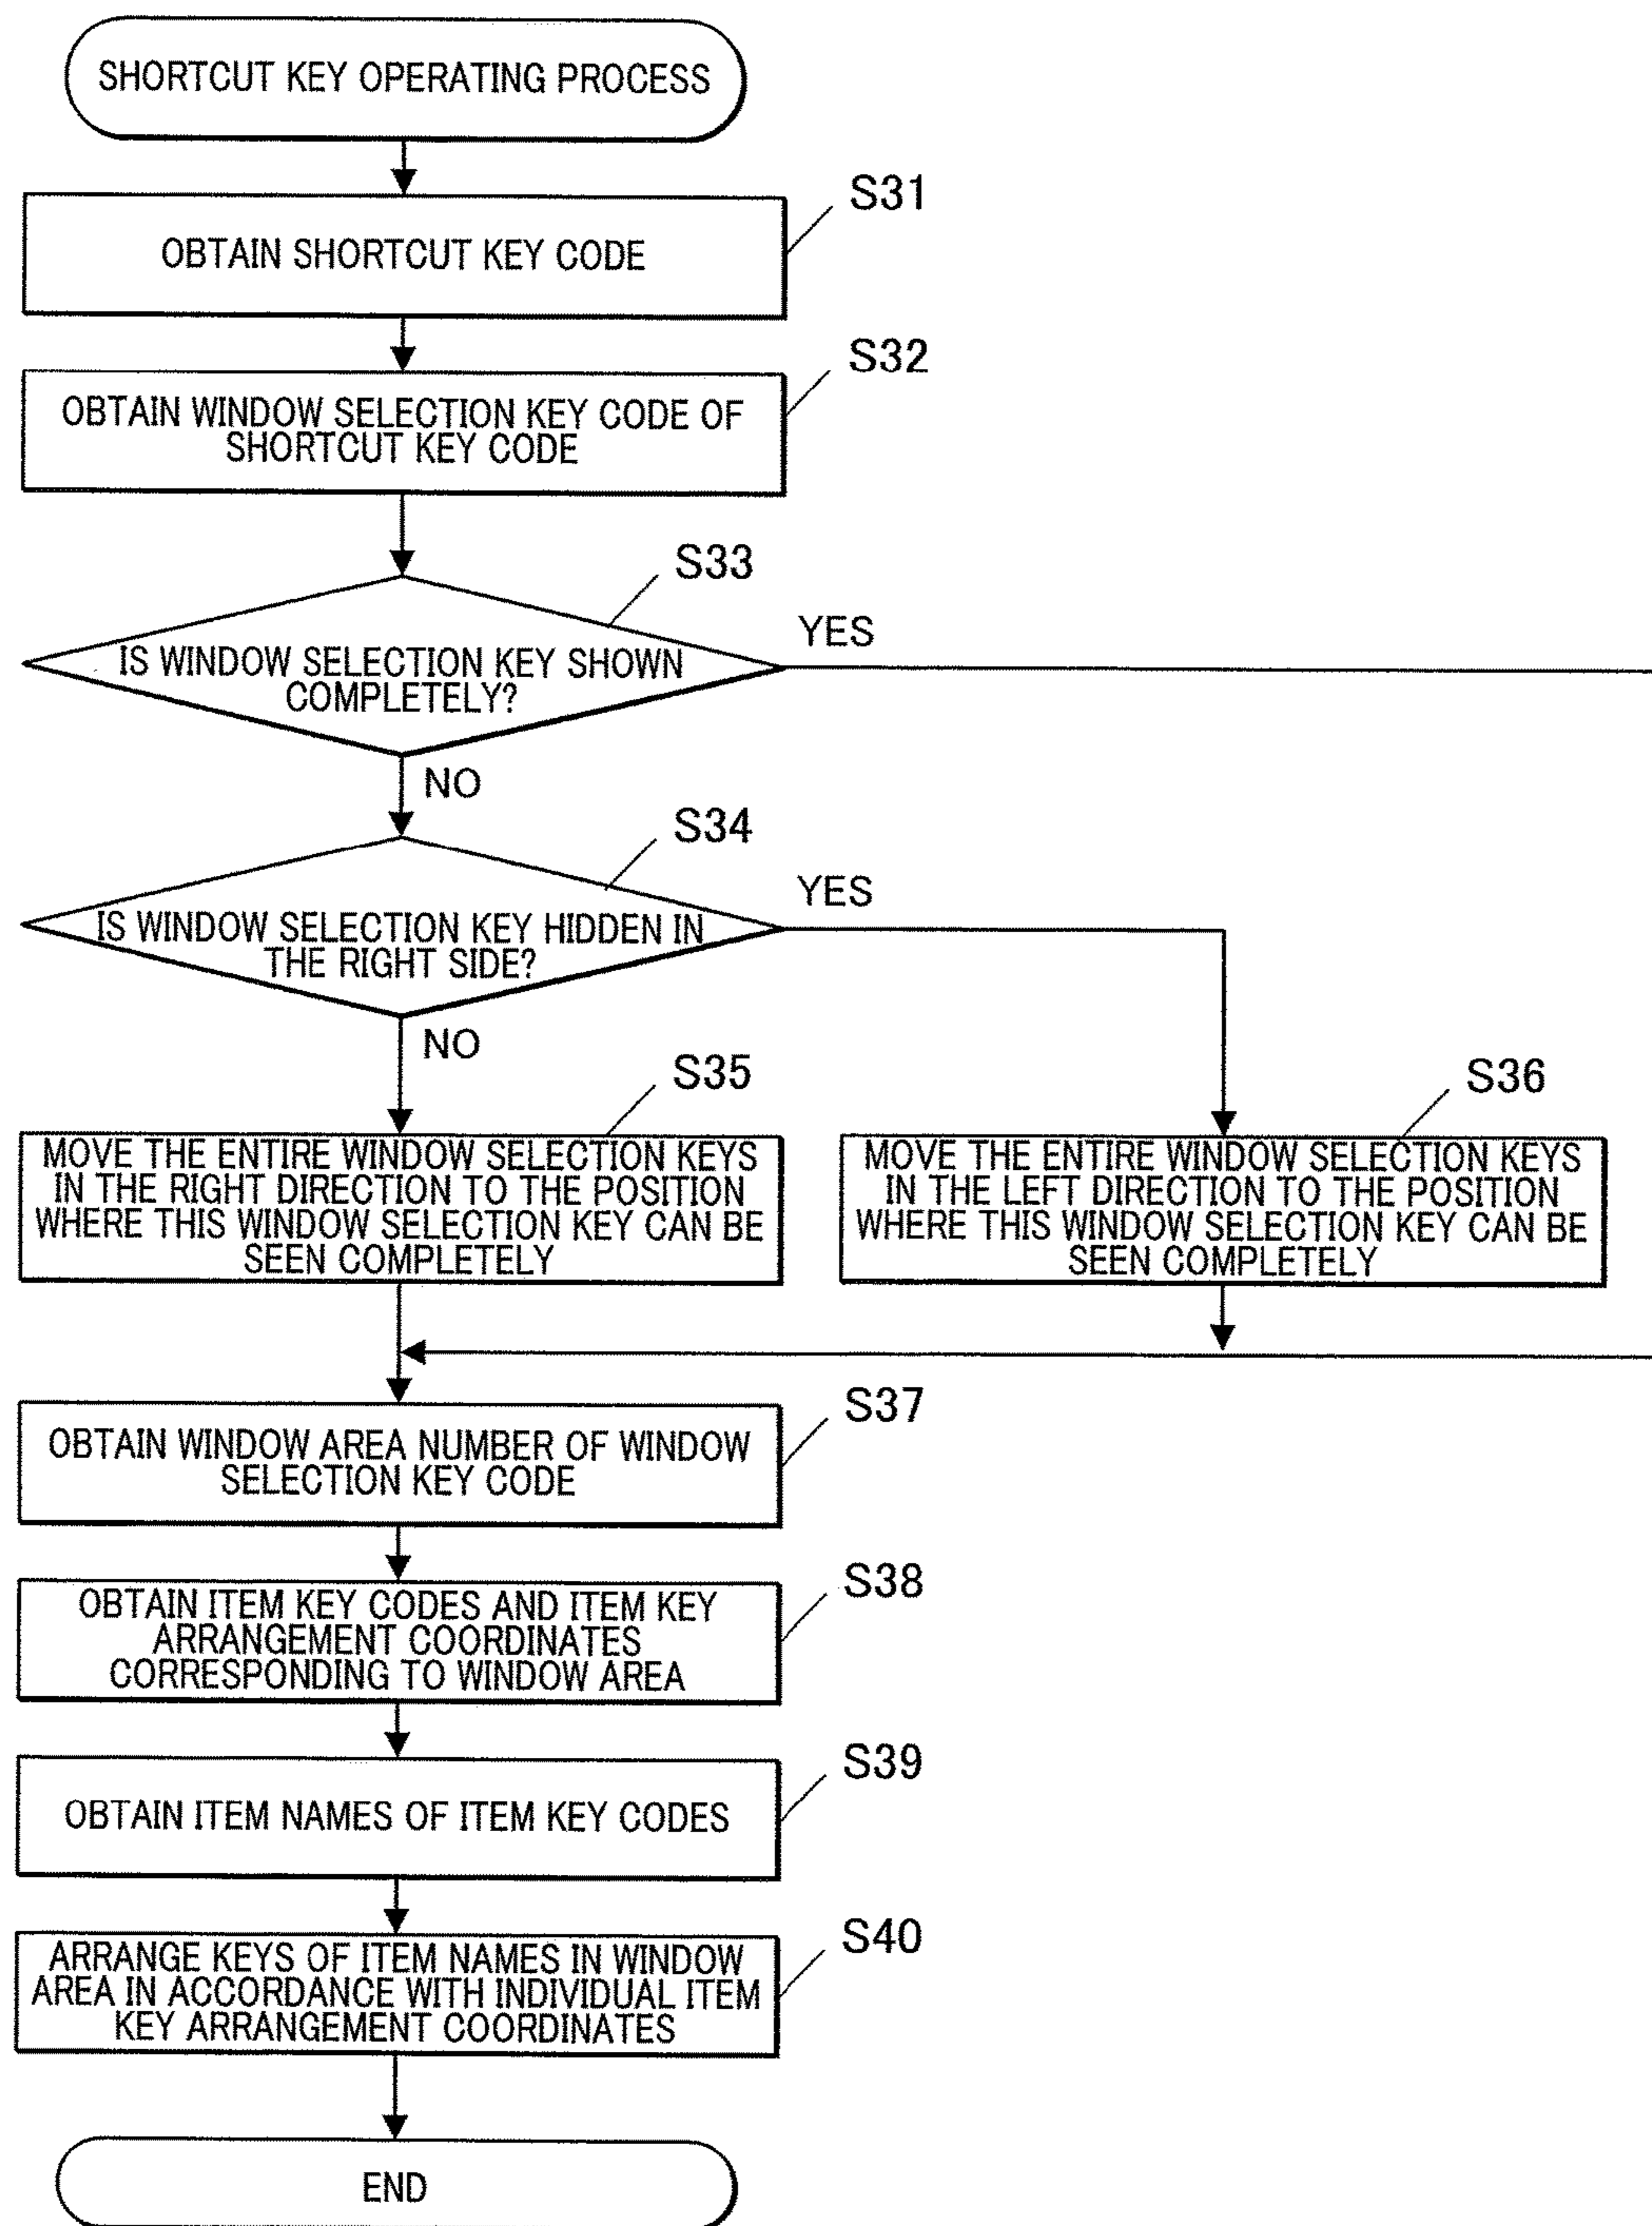 SHORTCUT KEY OPERATING PROCESS
S31
OBTAIN SHORTCUT KEY CODE
S32
OBTAIN WINDOW SELECTION KEY CODE OF
SHORTCUT KEY CODE
S33
YES
IS WINDOW SELECTION KEY SHOWN
COMPLETELY?
NO
S34
YES
IS WINDOW SELECTION KEY HIDDEN IN
THE RIGHT SIDE?
NO
S35
MOVE THE ENTIRE WINDOW SELECTION KEYS
IN THE RIGHT DIRECTION TO THE POSITION
WHERE THIS WINDOW SELECTION KEY CAN BE
SEEN COMPLETELY
S36
MOVE THE ENTIRE WINDOW SELECTION KEYS
IN THE LEFT DIRECTION TO THE POSITION
WHERE THIS WINDOW SELECTION KEY CAN BE
SEEN COMPLETELY
S37
OBTAIN WINDOW AREA NUMBER OF WINDOW
SELECTION KEY CODE
S38
OBTAIN ITEM KEY CODES AND ITEM KEY
ARRANGEMENT COORDINATES
CORRESPONDING TO WINDOW AREA
S39
OBTAIN ITEM NAMES OF ITEM KEY CODES
S40
ARRANGE KEYS OF ITEM NAMES IN WINDOW
AREA IN ACCORDANCE WITH INDIVIDUAL ITEM
KEY ARRANGEMENT COORDINATES
END